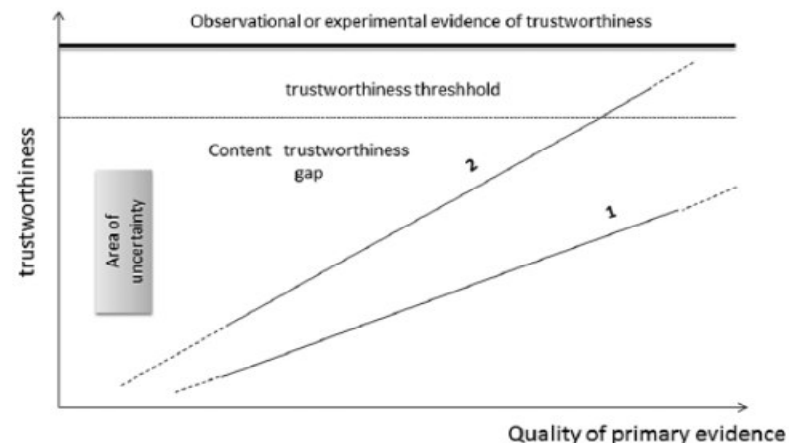 Observational or experimental evidence of trustworthiness
trustworthiness threshhold
Content trustworthiness
gap
2
1
Area of
uncertainty
trustworthiness
Quality of primary evidence